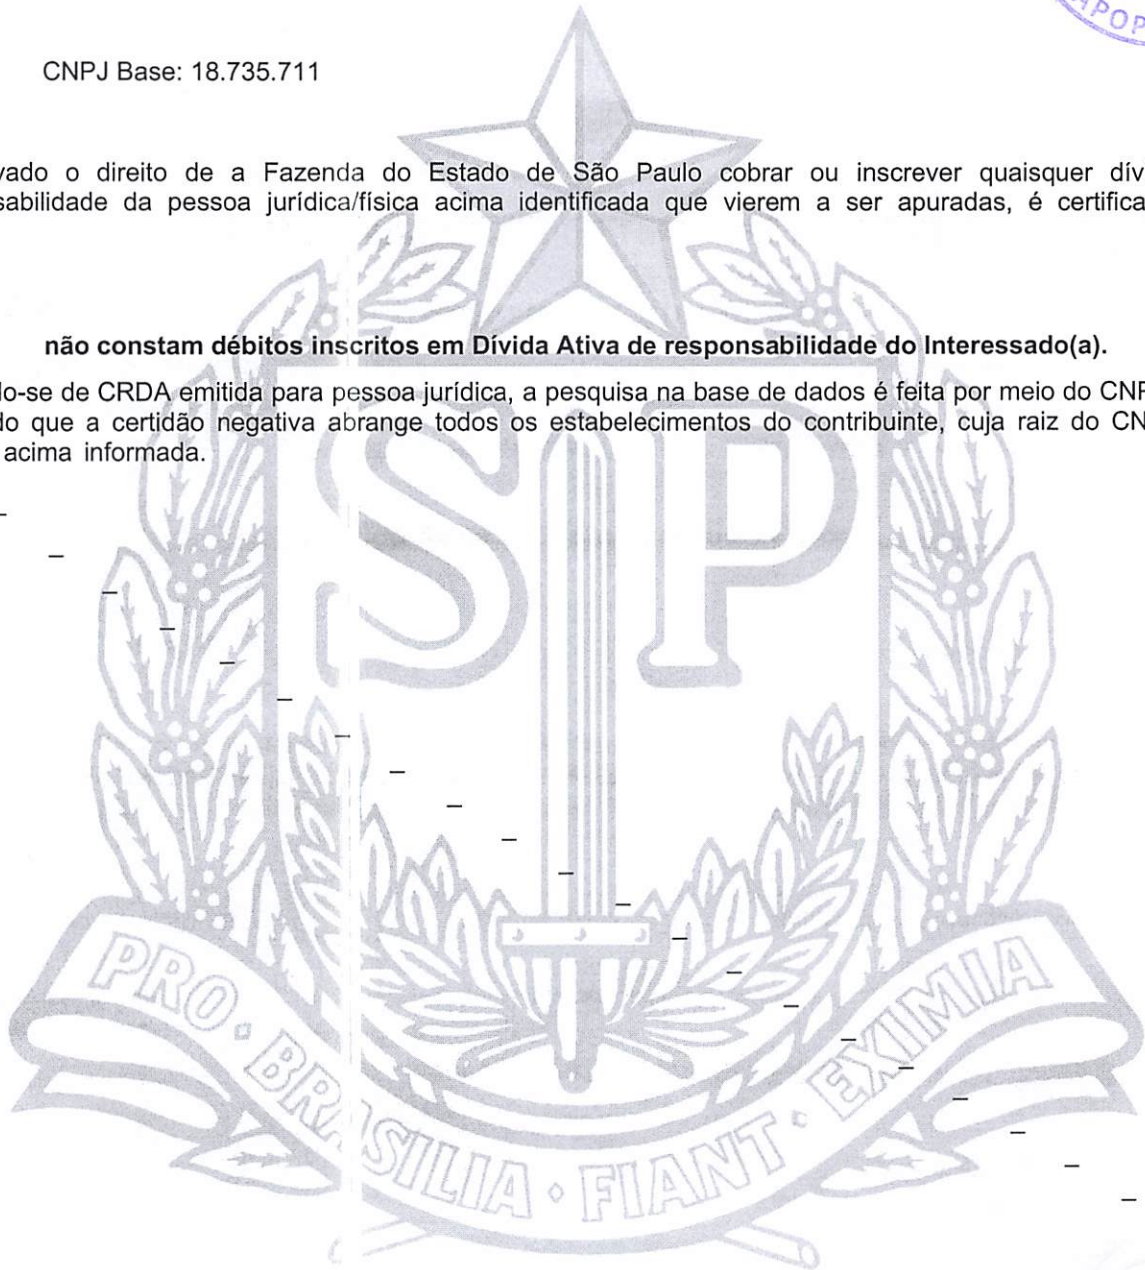 APOP
CNPJ Base: 18.735.711
vado o direito de a Fazenda do Estado de São Paulo cobrar ou inscrever quaisquer dív
sabilidade da pessoa jurídica/física acima identificada que vierem a ser apuradas, é certifica
não constam débitos inscritos em Dívida Ativa de responsabilidade do Interessado(a).
do-se de CRDA emitida para pessoa jurídica, a pesquisa na base de dados é feita por meio do CNP
do que a certidão negativa abrange todos os estabelecimentos do contribuinte, cuja raiz do CN
acima informada.
SP
PRO • BRASILIA • FIANT • EXIMIA